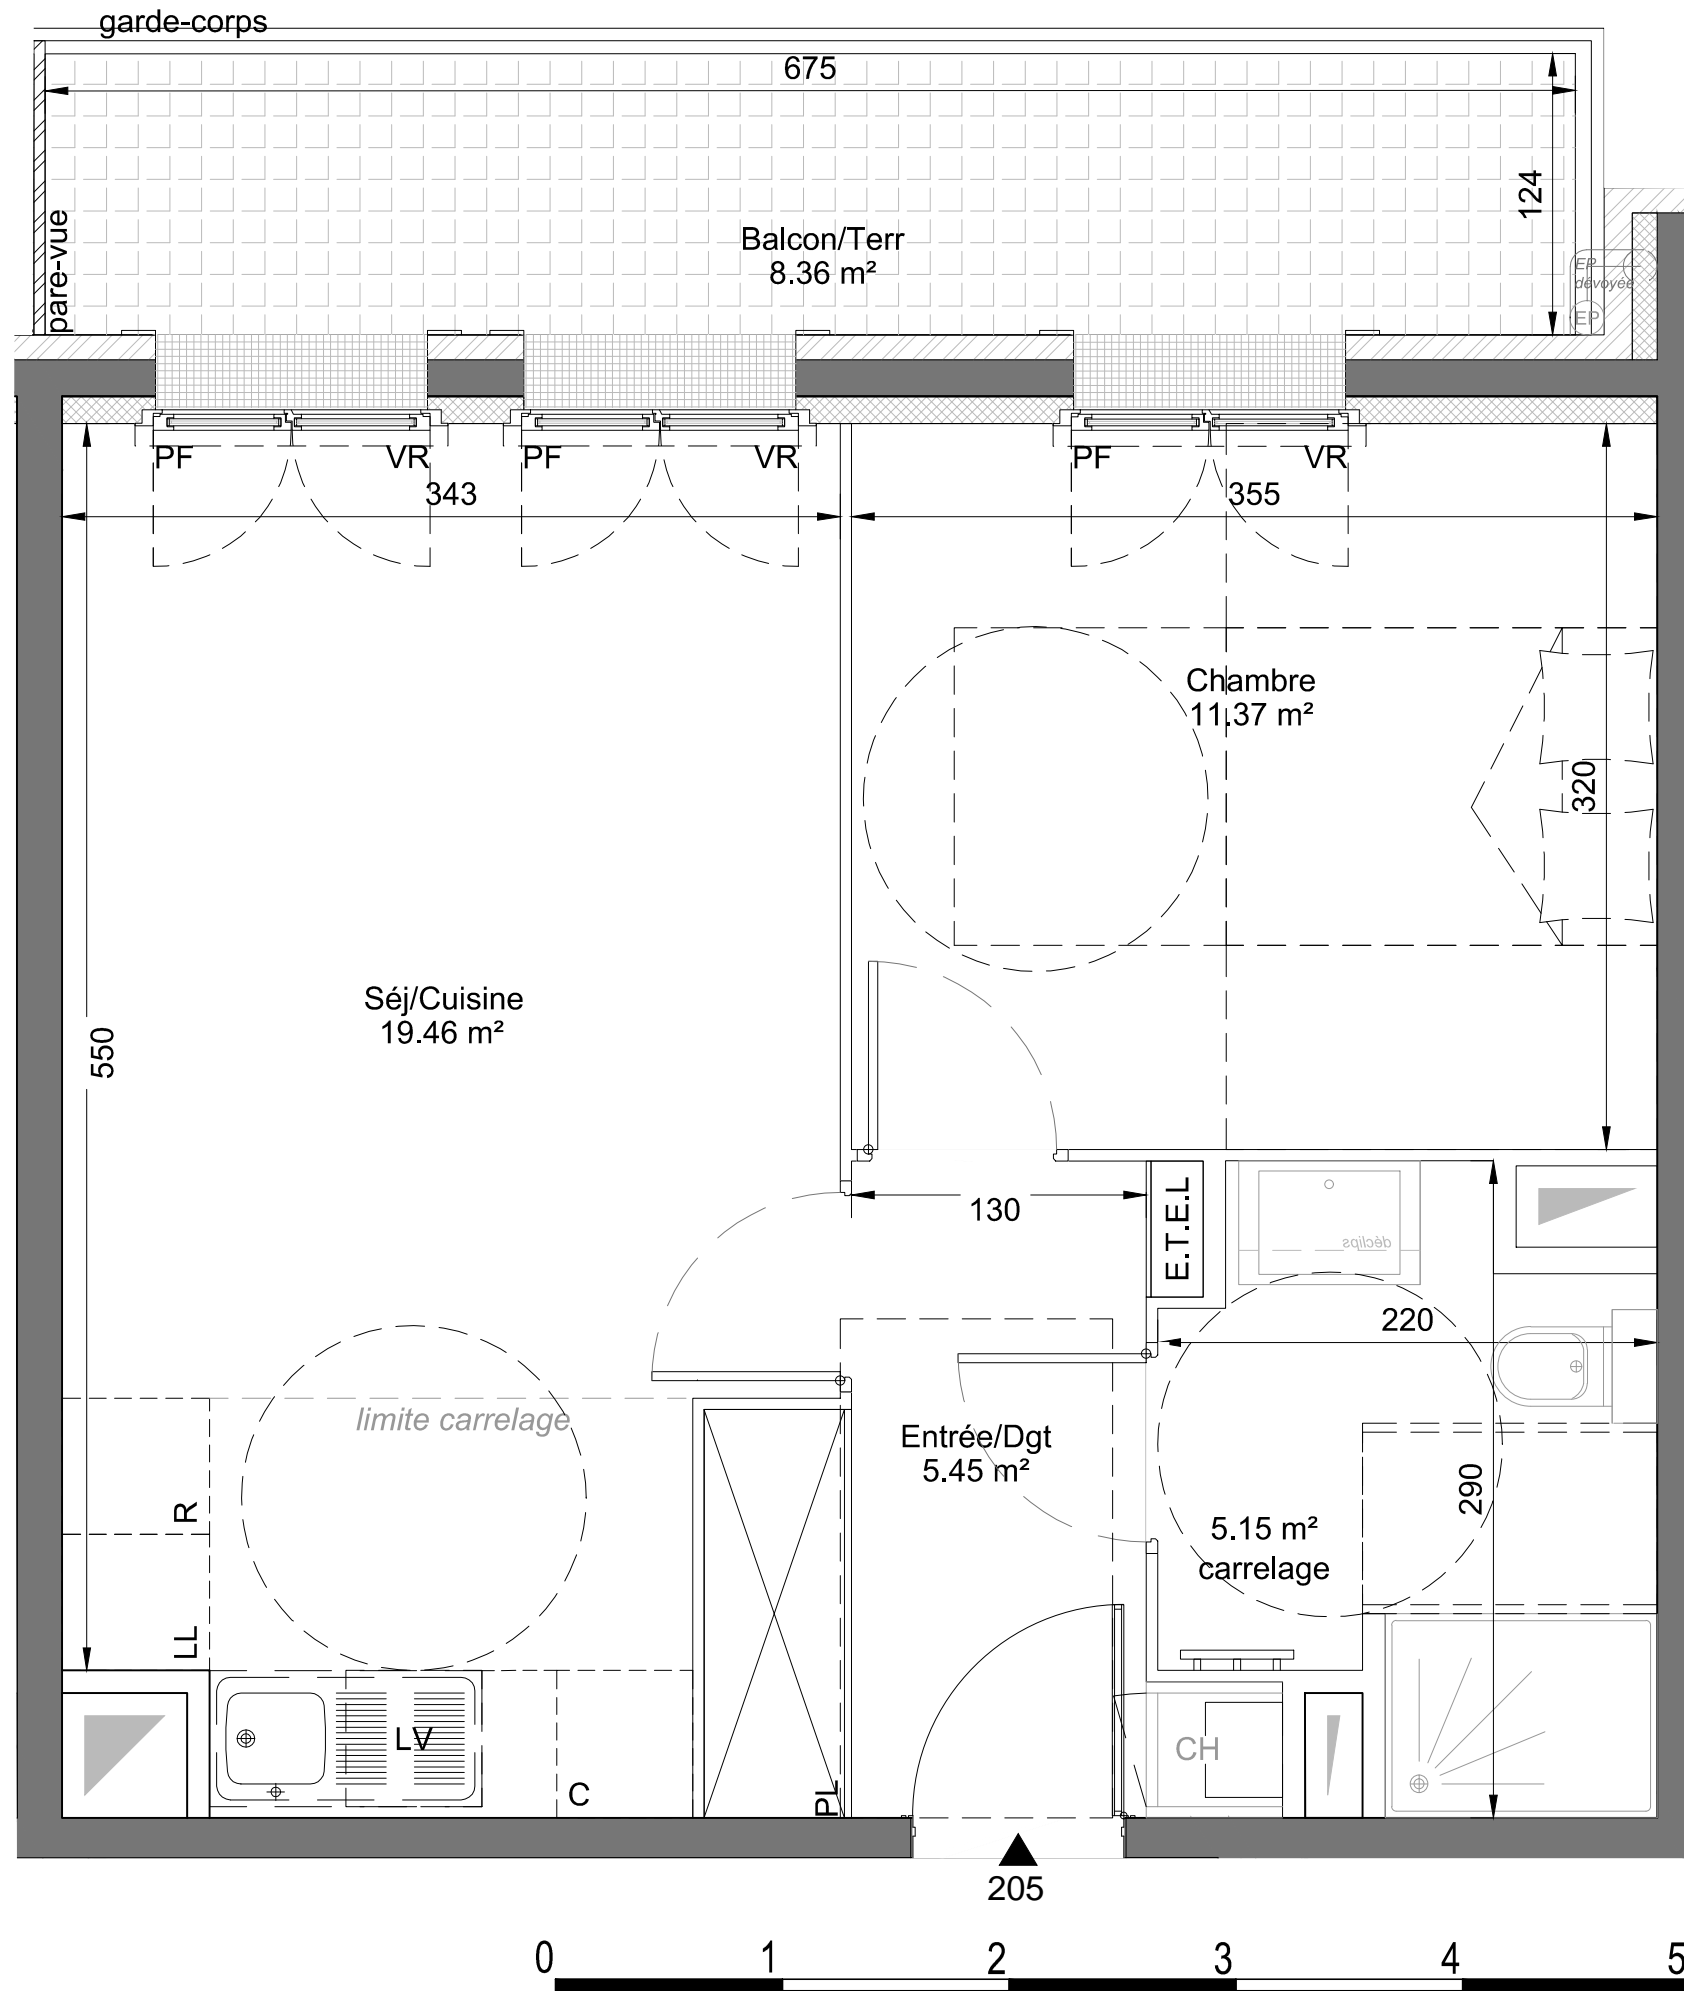 garde-corps
675
124
pare-vue
Balcon/Terr
8.36 m²
EP
dévoyée
EP
PF
VR
PF
VR
PF
VR
343
355
Chambre
11.37 m²
320
Séj/Cuisine
19.46 m²
550
130
E.T.E.L
déclips
220
limite carrelage
Entrée/Dgt
5.45 m²
290
R
5.15 m²
carrelage
LL
LV
C
PL
CH
205
0 1 2 3 4 5